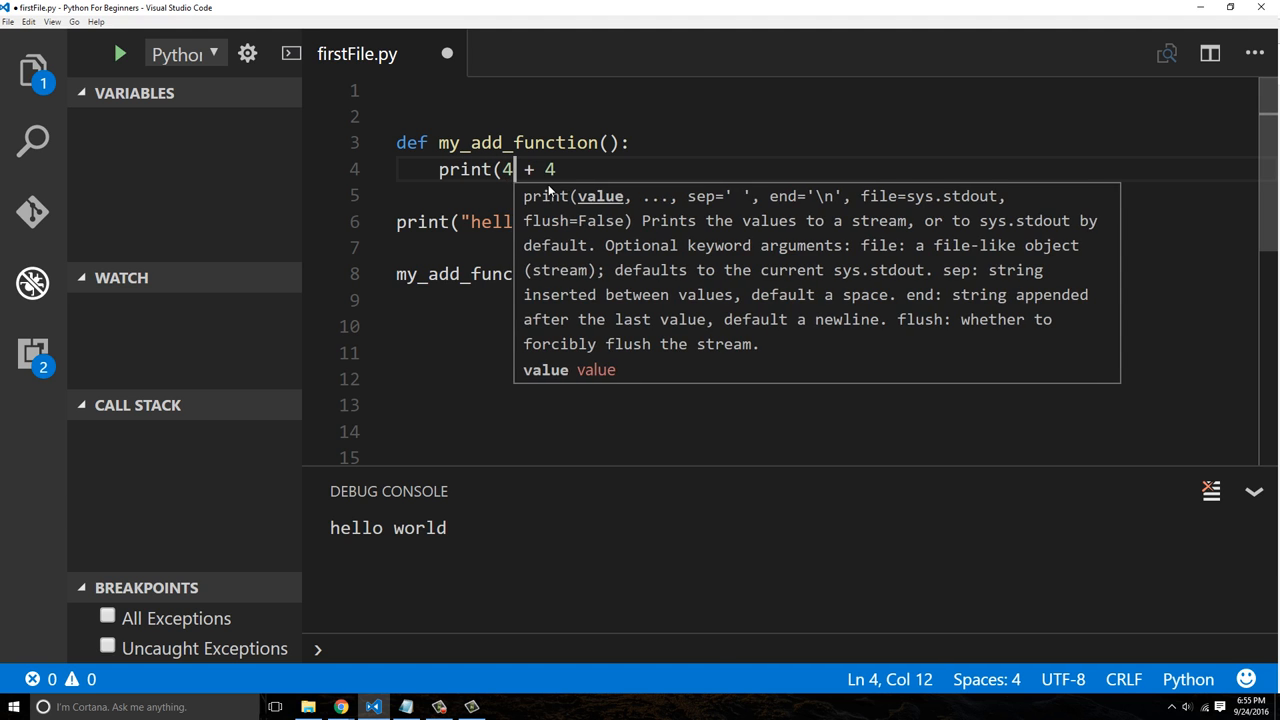 firstFile.py - Python For Beginners - Visual Studio Code
File Edit View Go Help
Python
firstFile.py
1
VARIABLES
1
2
3 def my_add_function():
4 print(4 + 4
print(value, ..., sep=' ', end='\n', file=sys.stdout,
5
flush=False) Prints the values to a stream, or to sys.stdout by
6 print("hell
default. Optional keyword arguments: file: a file-like object
7
(stream); defaults to the current sys.stdout. sep: string
8 my_add_func
inserted between values, default a space. end: string appended
9
after the last value, default a newline. flush: whether to
10
forcibly flush the stream.
11
value value
12
13
14
15
WATCH
2
CALL STACK
DEBUG CONSOLE
hello world
BREAKPOINTS
All Exceptions
Uncaught Exceptions
0 0
Ln 4, Col 12 Spaces: 4 UTF-8 CRLF Python
I'm Cortana. Ask me anything.
6:55 PM
9/24/2016